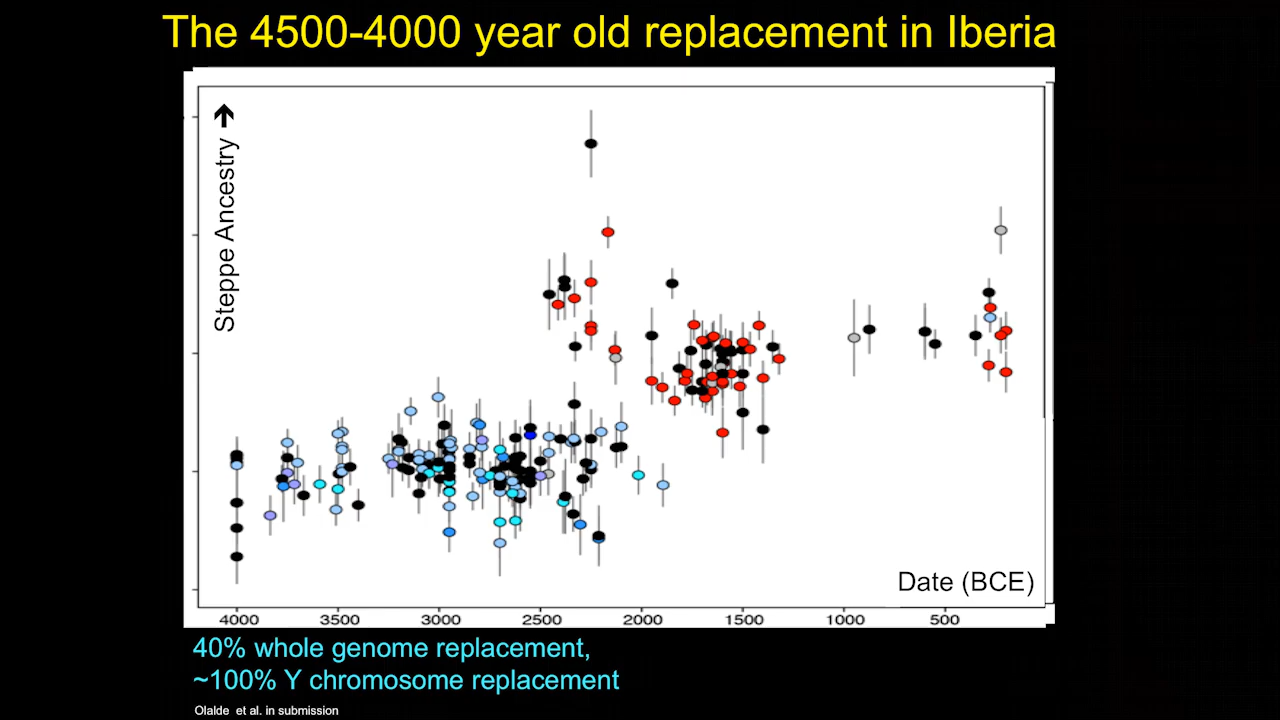 The 4500-4000 year old replacement in Iberia
Steppe Ancestry →
Date (BCE)
4000 3500 3000 2500 2000 1500 1000 500
40% whole genome replacement,
~100% Y chromosome replacement
Olalde et al. in submission